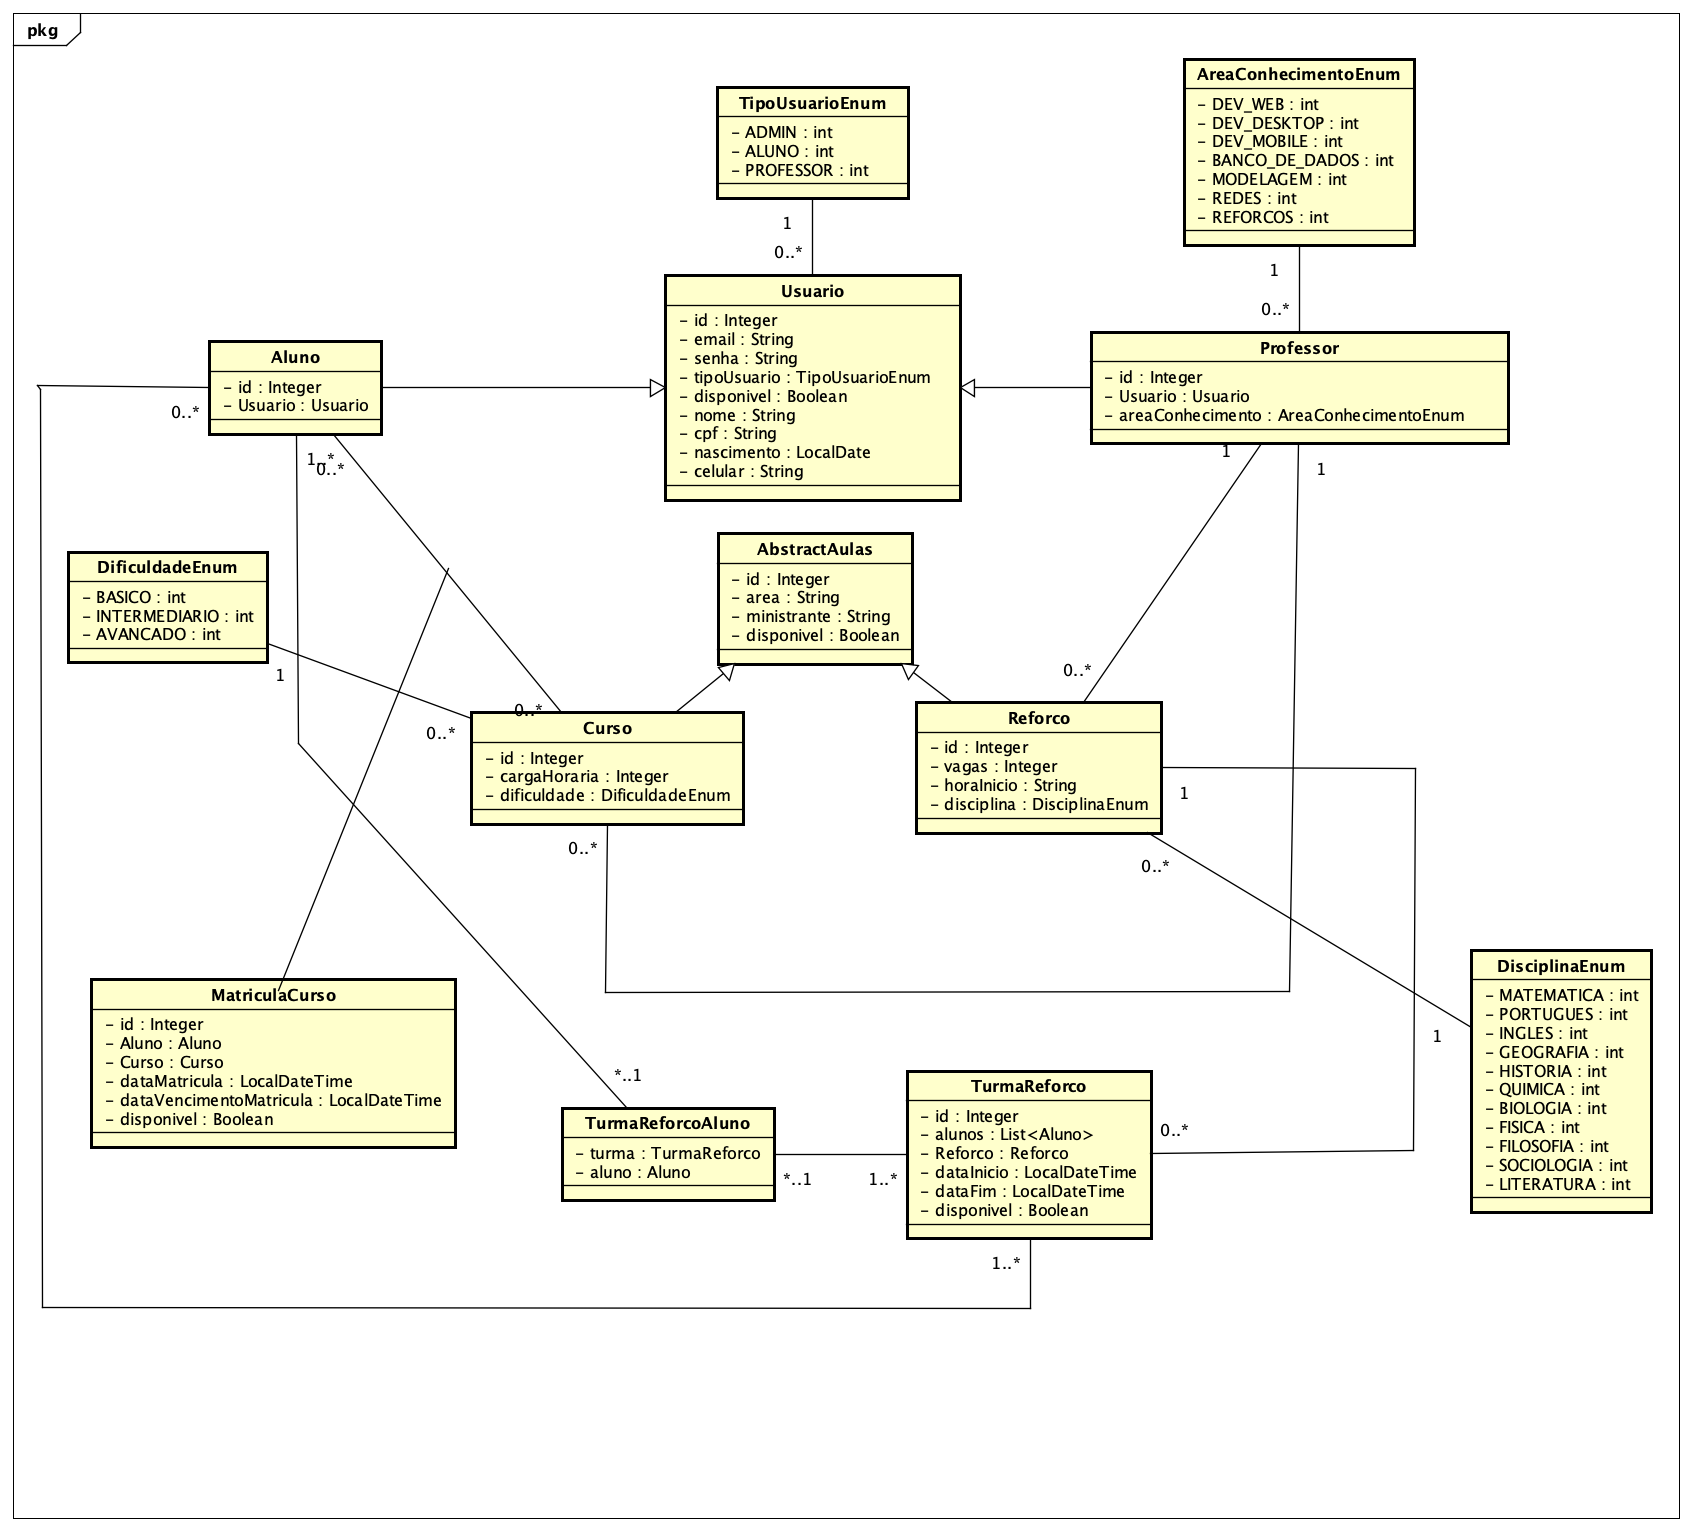 pkg
AreaConhecimentoEnum
- DEV_WEB : int
- DEV_DESKTOP : int
- DEV_MOBILE : int
- BANCO_DE_DADOS : int
- MODELAGEM : int
- REDES : int
- REFORCOS : int
TipoUsuarioEnum
- ADMIN : int
- ALUNO : int
- PROFESSOR : int
1
0..*
1
0..*
Usuario
- id : Integer
- email : String
- senha : String
- tipoUsuario : TipoUsuarioEnum
- disponivel : Boolean
- nome : String
- cpf : String
- nascimento : LocalDate
- celular : String
Aluno
- id : Integer
- Usuario : Usuario
0..*
1..*
0..*
Professor
- id : Integer
- Usuario : Usuario
- areaConhecimento : AreaConhecimentoEnum
1
1
AbstractAulas
- id : Integer
- area : String
- ministrante : String
- disponivel : Boolean
DificuldadeEnum
- BASICO : int
- INTERMEDIARIO : int
- AVANCADO : int
1
0..*
0..*
0..*
Curso
- id : Integer
- cargaHoraria : Integer
- dificuldade : DificuldadeEnum
0..*
Reforco
- id : Integer
- vagas : Integer
- horaInicio : String
- disciplina : DisciplinaEnum
1
0..*
DisciplinaEnum
- MATEMATICA : int
- PORTUGUES : int
- INGLES : int
- GEOGRAFIA : int
- HISTORIA : int
- QUIMICA : int
- BIOLOGIA : int
- FISICA : int
- FILOSOFIA : int
- SOCIOLOGIA : int
- LITERATURA : int
1
MatriculaCurso
- id : Integer
- Aluno : Aluno
- Curso : Curso
- dataMatricula : LocalDateTime
- dataVencimentoMatricula : LocalDateTime
- disponivel : Boolean
*..1
TurmaReforcoAluno
- turma : TurmaReforco
- aluno : Aluno
*..1
1..*
TurmaReforco
- id : Integer
- alunos : List<Aluno>
- Reforco : Reforco
- dataInicio : LocalDateTime
- dataFim : LocalDateTime
- disponivel : Boolean
0..*
1..*